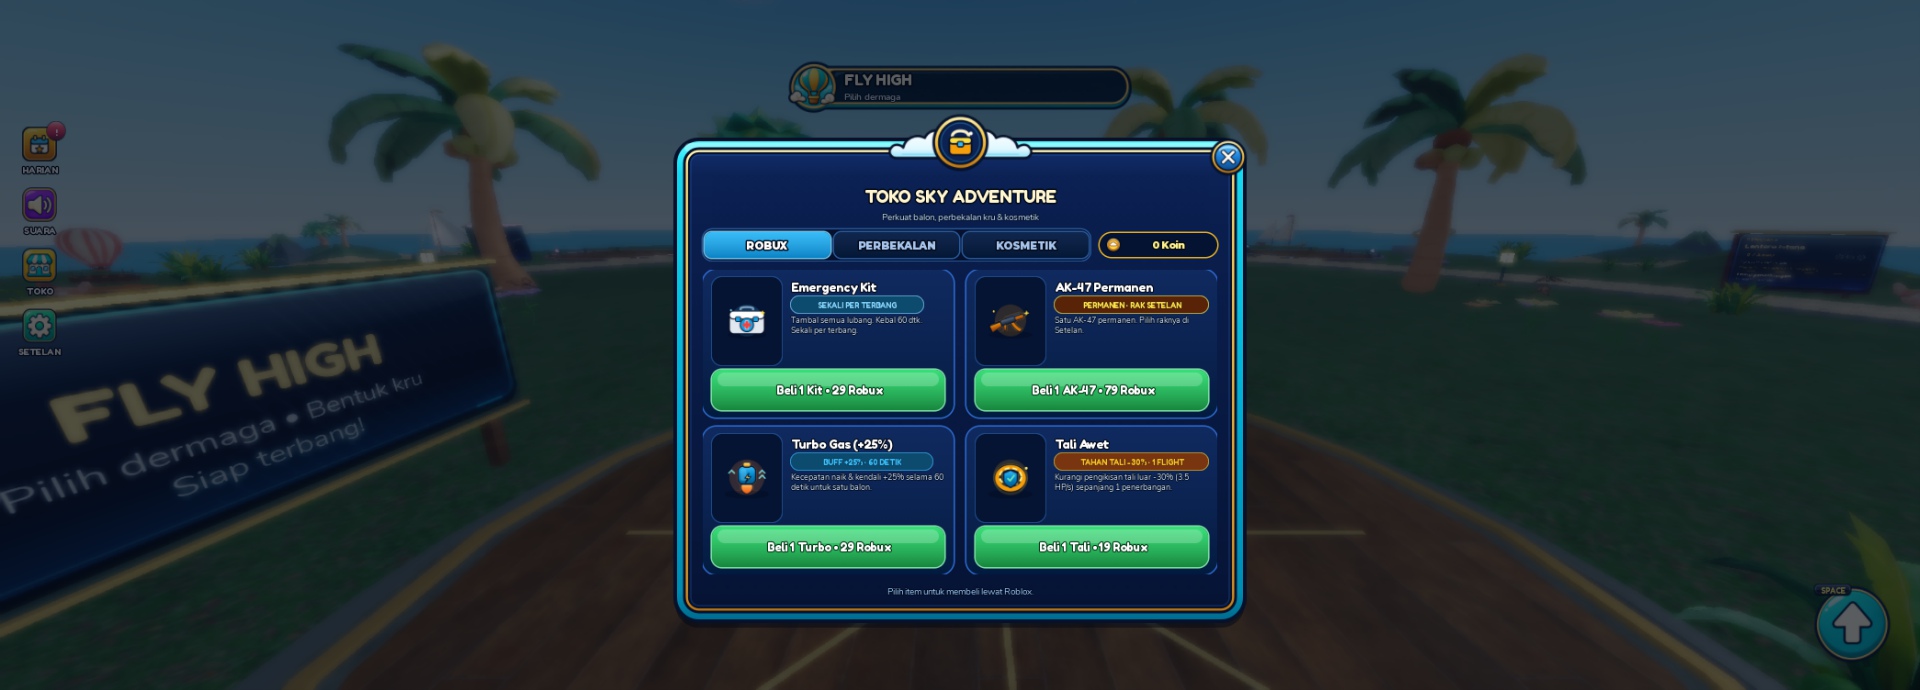 FLY HIGH
Pilih dermaga
!
HARIAN
SUARA
TOKO
SETELAN
FLY HIGH
Pilih dermaga • Bentuk kru
Siap terbang!
TOKO SKY ADVENTURE
Perkuat balon, perbekalan kru & kosmetik
ROBUX
PERBEKALAN
KOSMETIK
0 Koin
Emergency Kit
SEKALI PER TERBANG
Tambal semua lubang. Kebal 60 dtk.
Sekali per terbang.
Beli 1 Kit • 29 Robux
AK-47 Permanen
PERMANEN · RAK SETELAN
Satu AK-47 permanen. Pilih raknya di
Setelan.
Beli 1 AK-47 • 79 Robux
Turbo Gas (+25%)
BUFF +25% · 60 DETIK
Kecepatan naik & kendali +25% selama 60
detik untuk satu balon.
Beli 1 Turbo • 29 Robux
Tali Awet
TAHAN TALI -30% · 1 FLIGHT
Kurangi pengikisan tali luar -30% (3.5
HP/s) sepanjang 1 penerbangan.
Beli 1 Tali • 19 Robux
Pilih item untuk membeli lewat Roblox.
SPACE